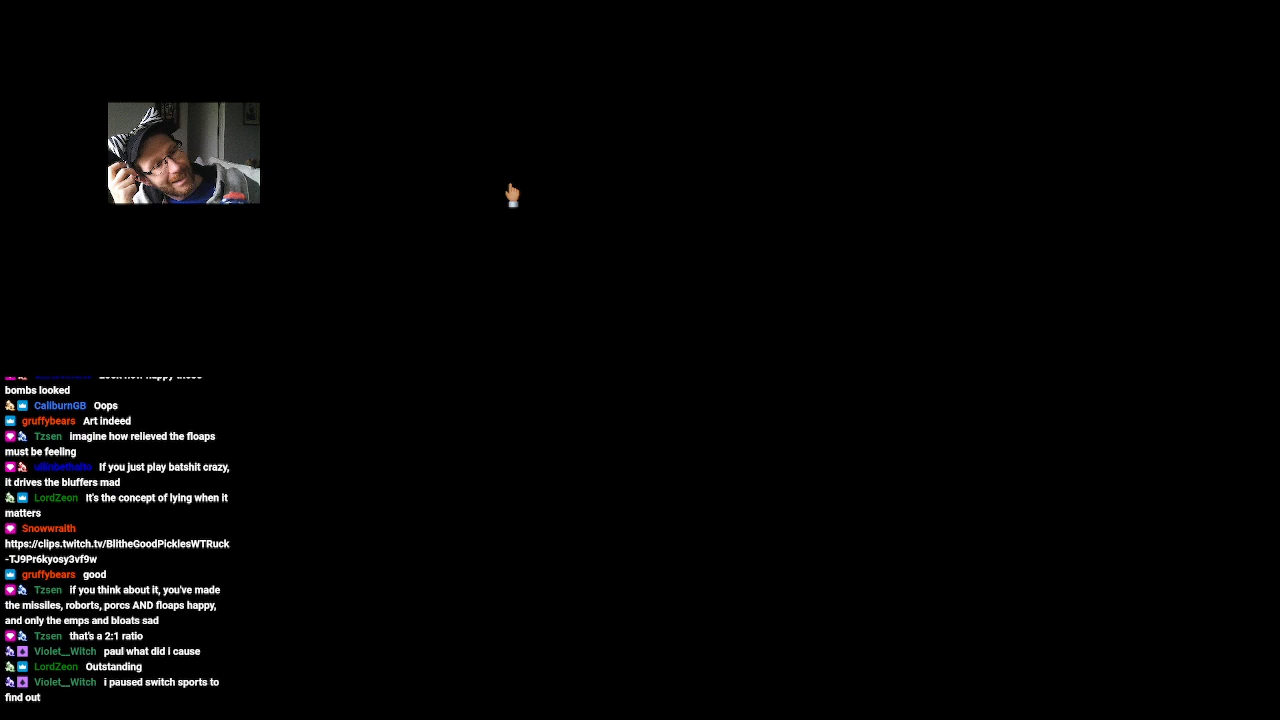 bombs looked
CaliburnGB Oops
gruffybears Art indeed
Tzsen Imagine how relieved the floaps
must be feeling
If you just play batshit crazy,
it drives the bluffers mad
LordZeon It's the concept of lying when it
matters
Snowwraith
https://clips.twitch.tv/BlitheGoodPicklesWTRuck
-TJ9Pr6kyosy3vf9w
gruffybears good
Tzsen if you think about it, you've made
the missiles, roborts, porcs AND floaps happy,
and only the emps and bloats sad
Tzsen that's a 2:1 ratio
Violet__Witch paul what did i cause
LordZeon Outstanding
Violet__Witch i paused switch sports to
find out